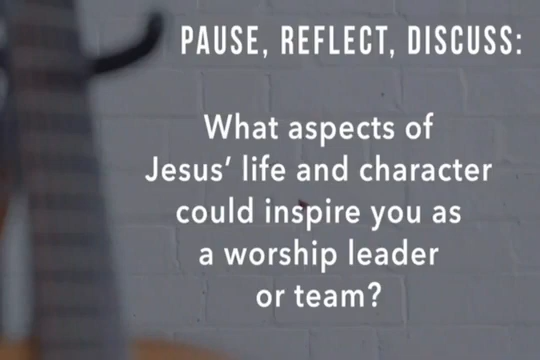 PAUSE, REFLECT, DISCUSS:
What aspects of
Jesus’ life and character
could inspire you as
a worship leader
or team?